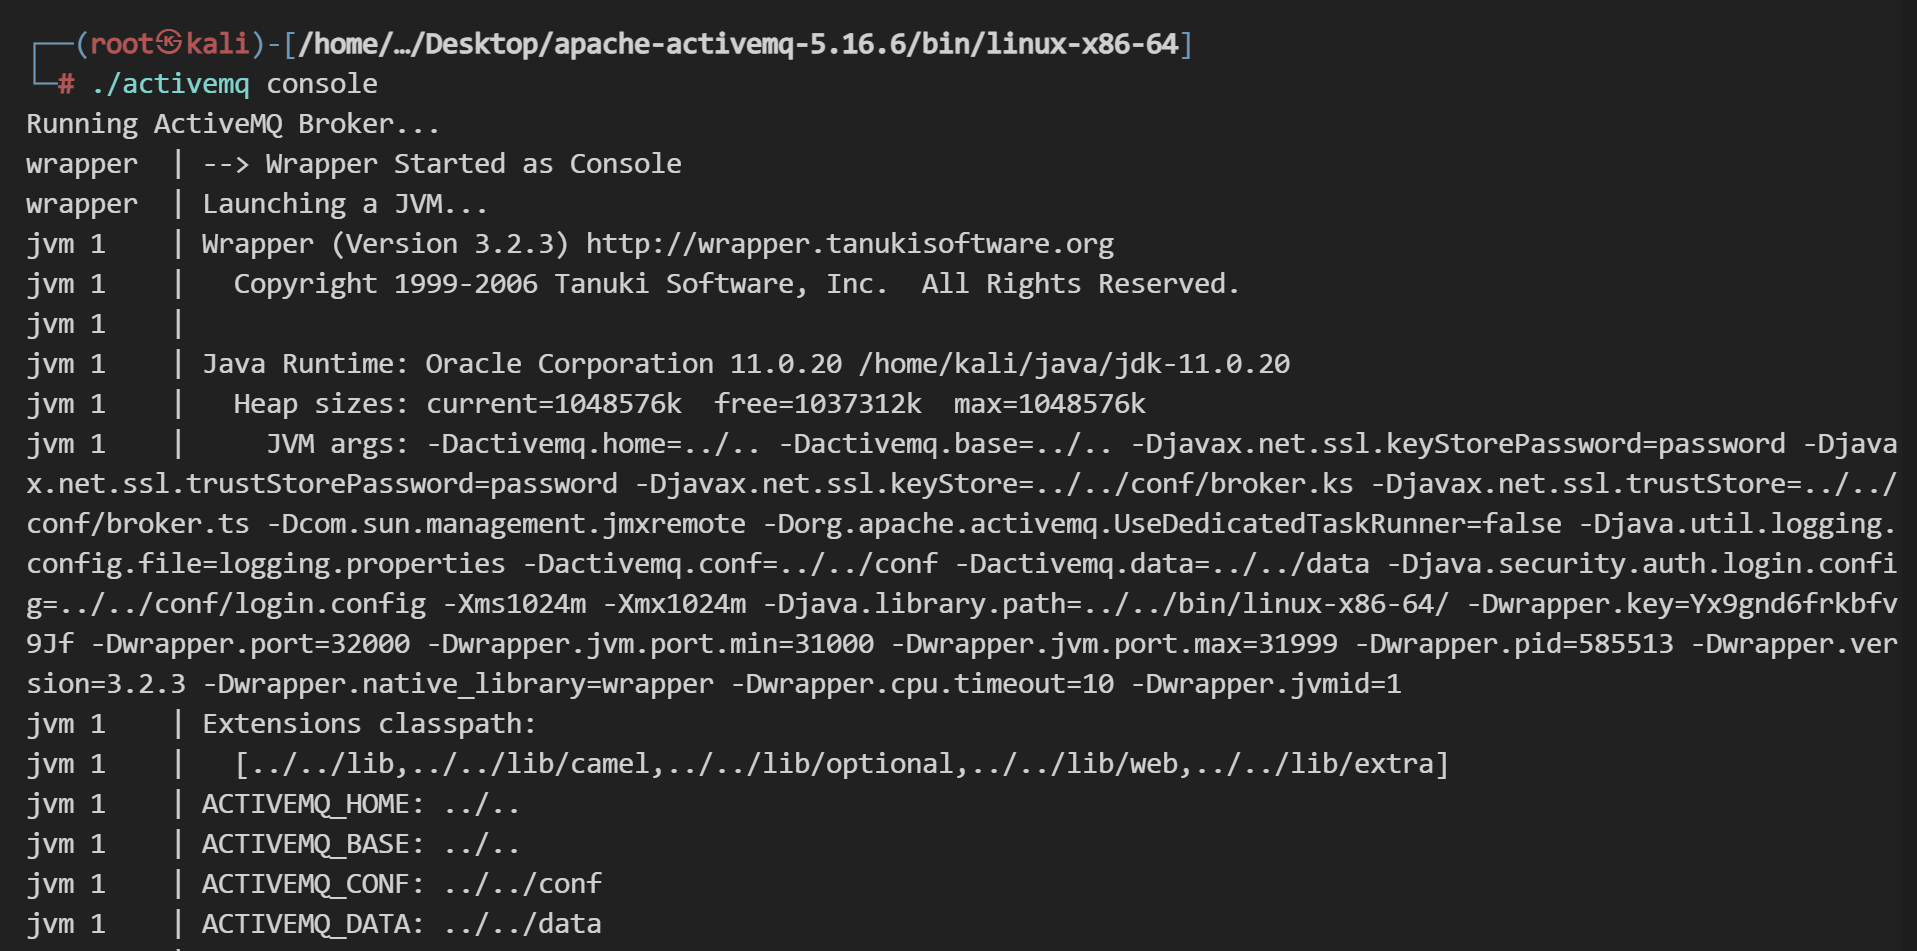 ┌──(root㉿kali)-[/home/…/Desktop/apache-activemq-5.16.6/bin/linux-x86-64]
└─# ./activemq console
Running ActiveMQ Broker...
wrapper  | --> Wrapper Started as Console
wrapper  | Launching a JVM...
jvm 1    | Wrapper (Version 3.2.3) http://wrapper.tanukisoftware.org
jvm 1    |   Copyright 1999-2006 Tanuki Software, Inc.  All Rights Reserved.
jvm 1    |
jvm 1    | Java Runtime: Oracle Corporation 11.0.20 /home/kali/java/jdk-11.0.20
jvm 1    |   Heap sizes: current=1048576k  free=1037312k  max=1048576k
jvm 1    |     JVM args: -Dactivemq.home=../.. -Dactivemq.base=../.. -Djavax.net.ssl.keyStorePassword=password -Djava
x.net.ssl.trustStorePassword=password -Djavax.net.ssl.keyStore=../../conf/broker.ks -Djavax.net.ssl.trustStore=../../
conf/broker.ts -Dcom.sun.management.jmxremote -Dorg.apache.activemq.UseDedicatedTaskRunner=false -Djava.util.logging.
config.file=logging.properties -Dactivemq.conf=../../conf -Dactivemq.data=../../data -Djava.security.auth.login.confi
g=../../conf/login.config -Xms1024m -Xmx1024m -Djava.library.path=../../bin/linux-x86-64/ -Dwrapper.key=Yx9gnd6frkbfv
9Jf -Dwrapper.port=32000 -Dwrapper.jvm.port.min=31000 -Dwrapper.jvm.port.max=31999 -Dwrapper.pid=585513 -Dwrapper.ver
sion=3.2.3 -Dwrapper.native_library=wrapper -Dwrapper.cpu.timeout=10 -Dwrapper.jvmid=1
jvm 1    | Extensions classpath:
jvm 1    |   [../../lib,../../lib/camel,../../lib/optional,../../lib/web,../../lib/extra]
jvm 1    | ACTIVEMQ_HOME: ../..
jvm 1    | ACTIVEMQ_BASE: ../..
jvm 1    | ACTIVEMQ_CONF: ../../conf
jvm 1    | ACTIVEMQ_DATA: ../../data